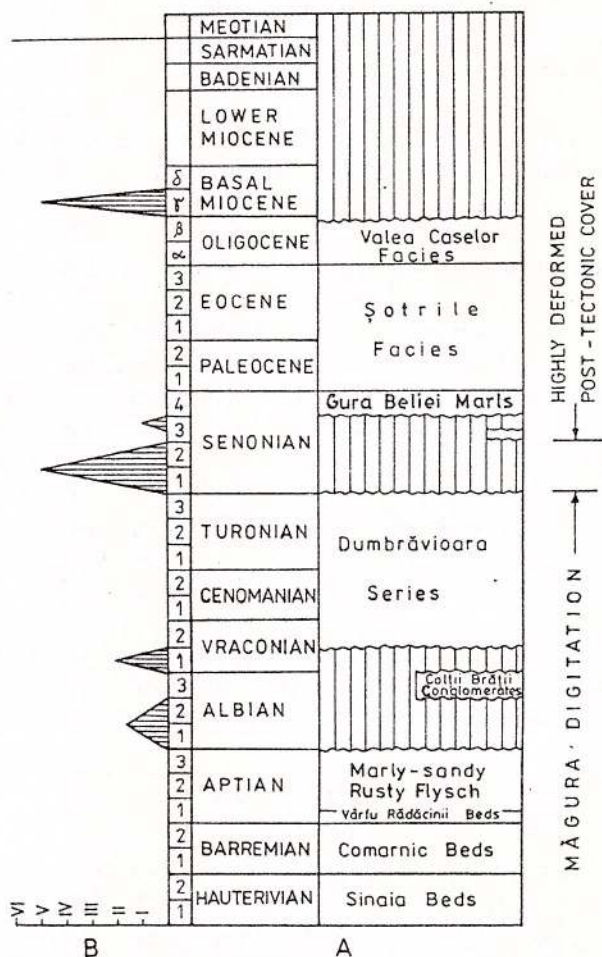 MEOTIAN
SARMATIAN
BADENIAN
LOWER
MIOCENE
δ
γ
BASAL
MIOCENE
β
α
OLIGOCENE
Valea Caselor
Facies
3
2
1
EOCENE
Șotrile
Facies
2
1
PALEOCENE
4
3
2
1
SENONIAN
Gura Beliei Marls
3
2
1
TURONIAN
Dumbrăvioara
Series
2
1
CENOMANIAN
2
1
VRACONIAN
3
2
1
ALBIAN
Colții Brății
Conglomerates
3
2
1
APTIAN
Marly-sandy
Rusty Flysch
Vârfu Rădăcinii Beds
2
1
BARREMIAN
Comarnic Beds
2
1
HAUTERIVIAN
Sinaia Beds
HIGHLY DEFORMED
POST-TECTONIC COVER
MĂGURA DIGITATION
VI V IV III II I
B
A